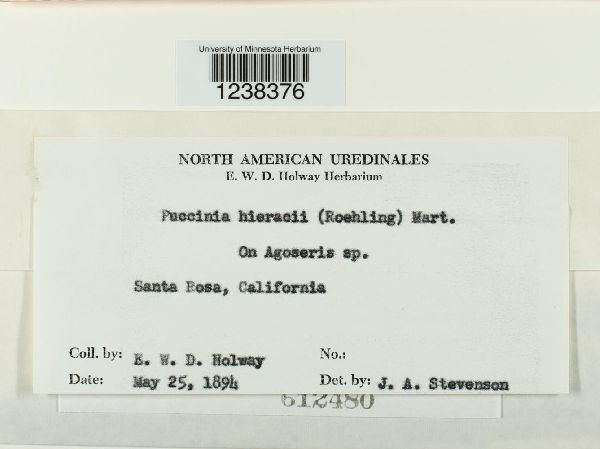 University of Minnesota Herbarium
1238376
NORTH AMERICAN UREDINALES
E. W. D. Holway Herbarium
Puccinia hieracii (Roehling) Mart.
On Agoseris sp.
Santa Rosa, California
Coll. by: E. W. D. Holway No.:
Date: May 25, 1894 Det. by: J. A. Stevenson
612480